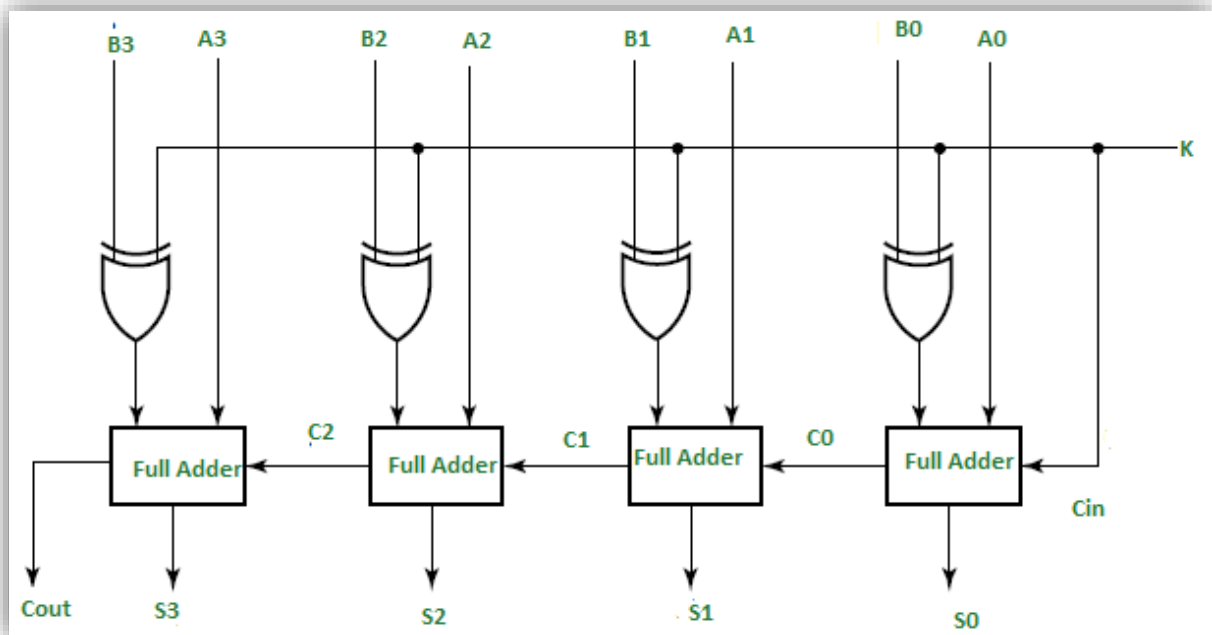 B3
A3
B2
A2
B1
A1
B0
A0
K
C2
C1
C0
Full Adder
Full Adder
Full Adder
Full Adder
Cin
Cout
S3
S2
S1
S0